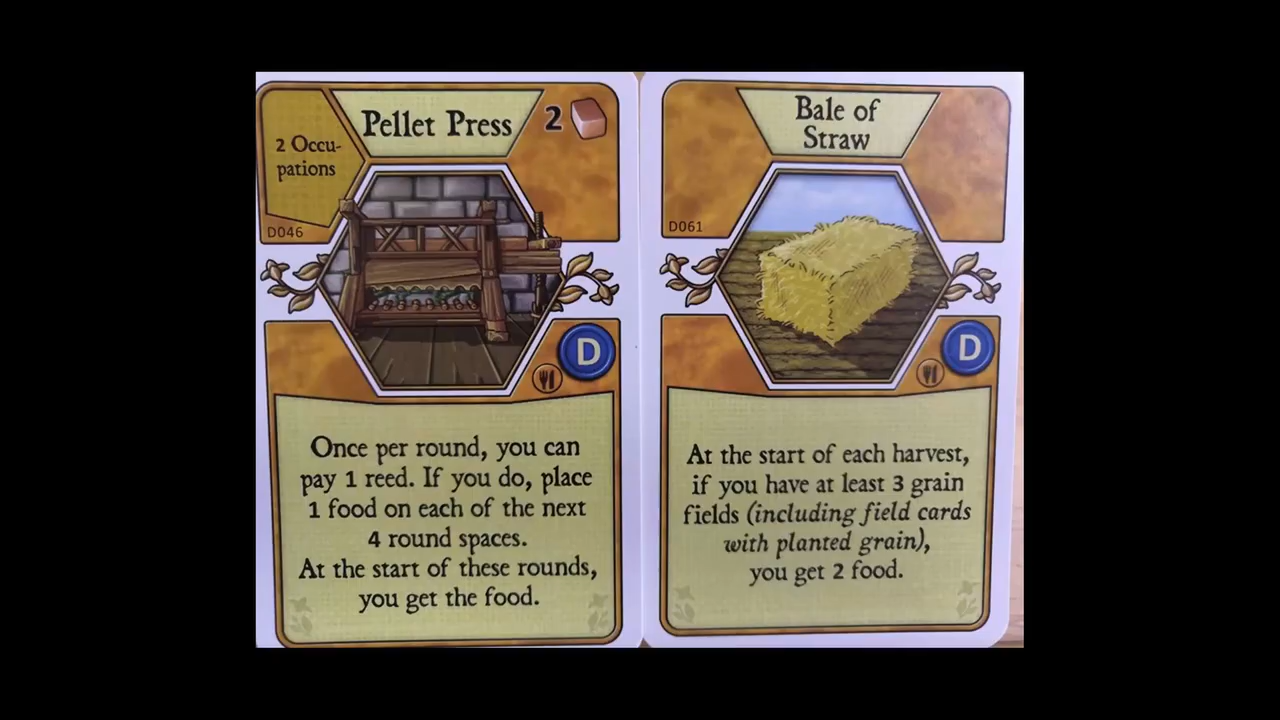 2 Occu-
pations
Pellet Press
2
D046
D
Once per round, you can
pay 1 reed. If you do, place
1 food on each of the next
4 round spaces.
At the start of these rounds,
you get the food.
Bale of
Straw
D061
D
At the start of each harvest,
if you have at least 3 grain
fields (including field cards
with planted grain),
you get 2 food.